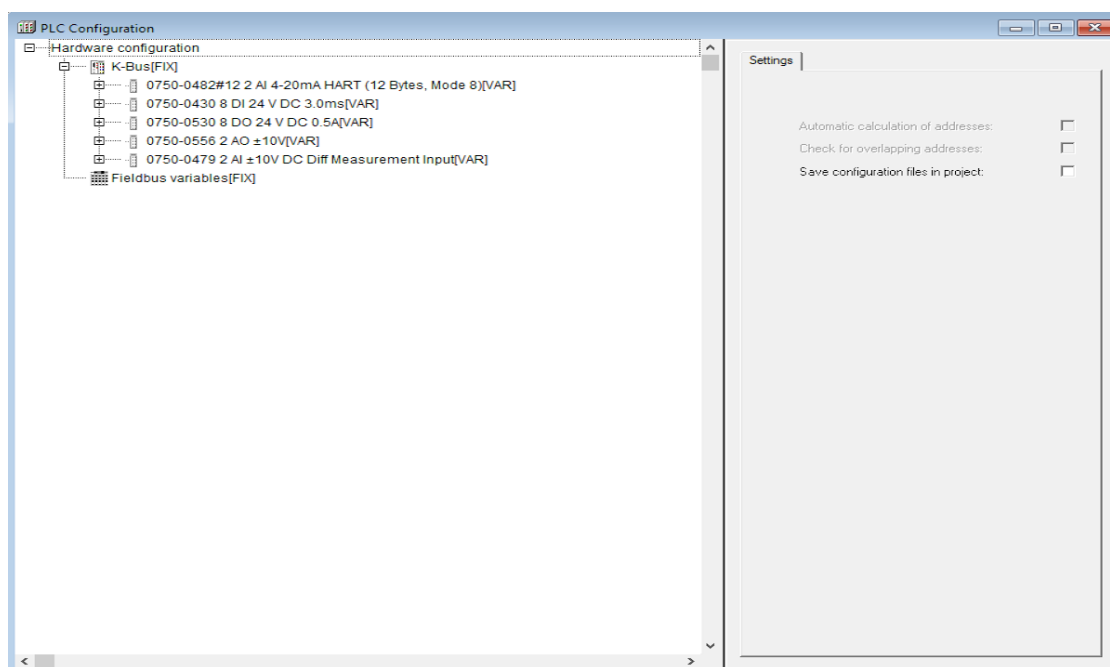 PLC Configuration
Hardware configuration
K-Bus[FIX]
0750-0482#12 2 AI 4-20mA HART (12 Bytes, Mode 8)[VAR]
0750-0430 8 DI 24 V DC 3.0ms[VAR]
0750-0530 8 DO 24 V DC 0.5A[VAR]
0750-0556 2 AO ±10V[VAR]
0750-0479 2 AI ±10V DC Diff Measurement Input[VAR]
Fieldbus variables[FIX]
Settings
Automatic calculation of addresses:
Check for overlapping addresses:
Save configuration files in project: